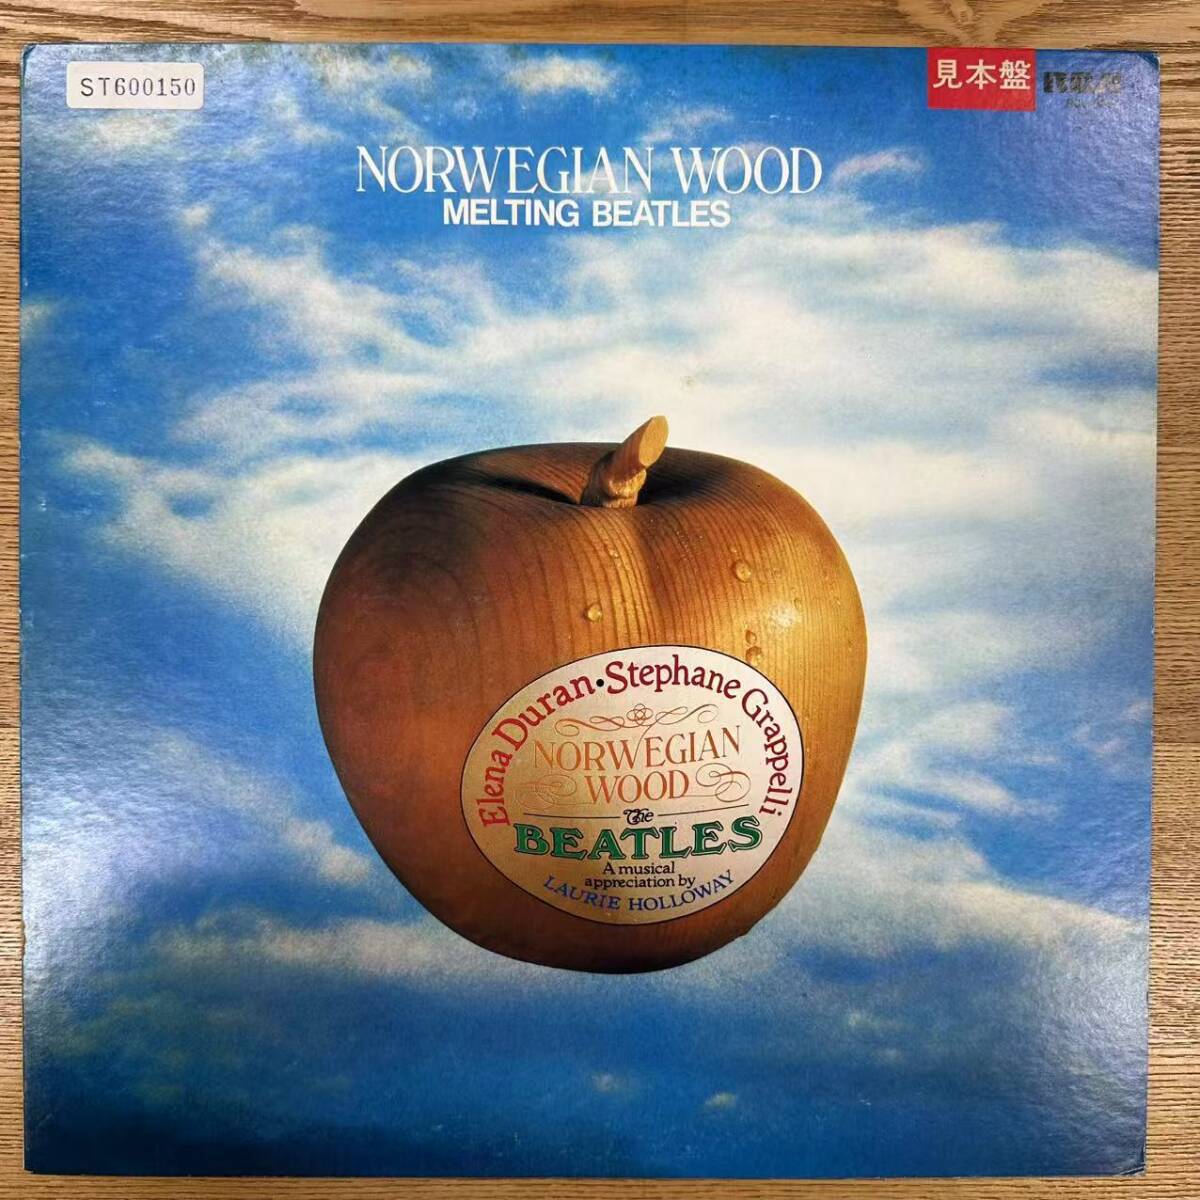 ST600150
見本盤
NORWEGIAN WOOD
MELTING BEATLES
Elena Duran·Stephane Grappelli
NORWEGIAN
WOOD
The
BEATLES
A musical
appreciation by
LAURIE HOLLOWAY